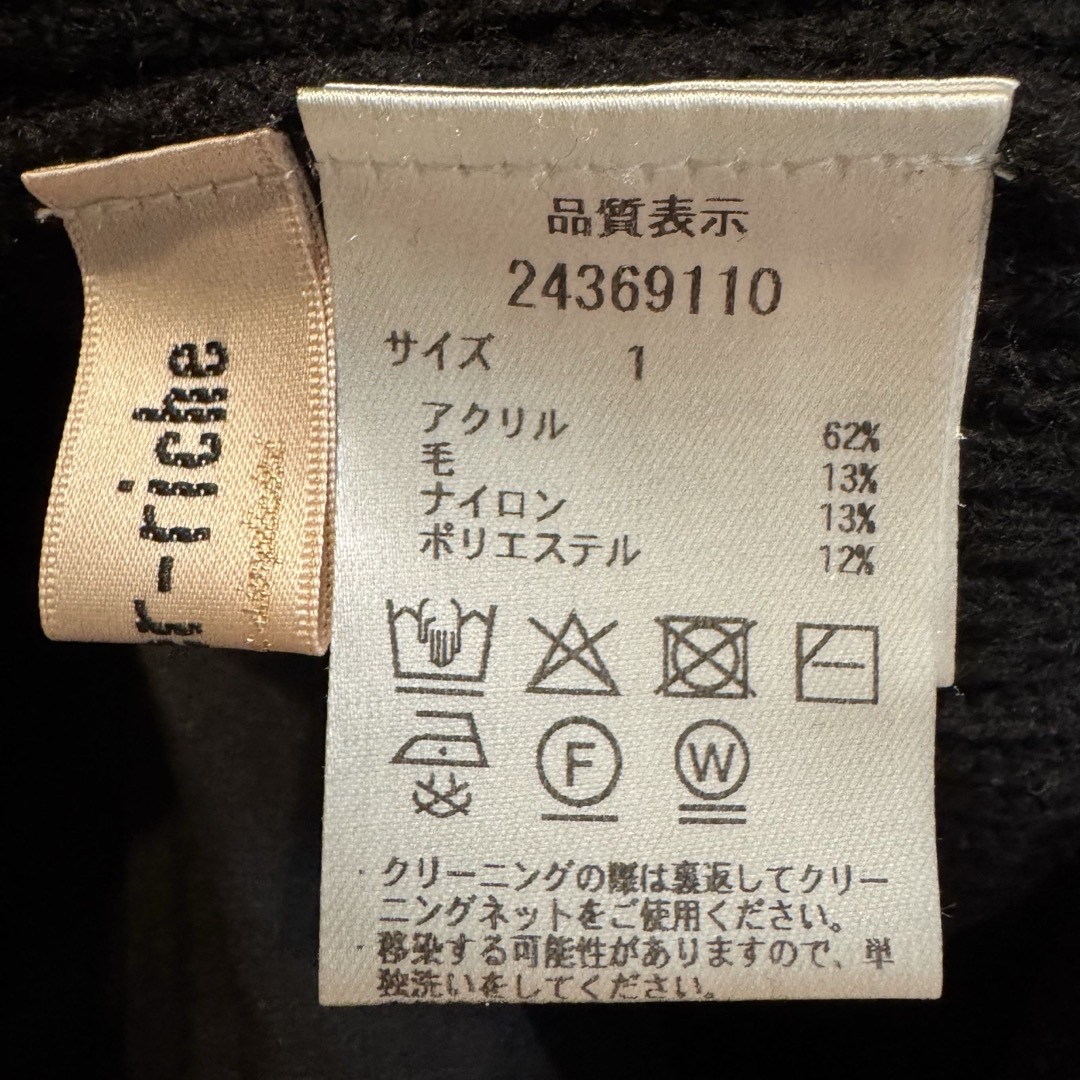 r-riche
品質表示
24369110
サイズ 1
アクリル 62%
毛 13%
ナイロン 13%
ポリエステル 12%
F W
・クリーニングの際は裏返してクリー
ニングネットをご使用ください。
・移染する可能性がありますので、単
独洗いをしてください。